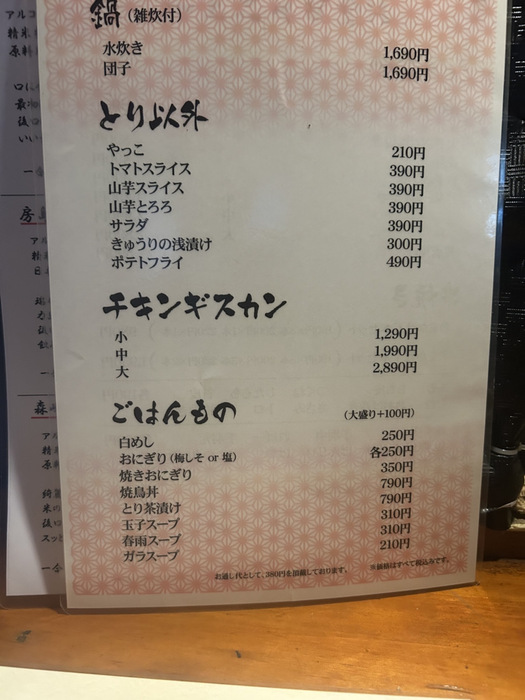 鍋（雑炊付）
水炊き 1,690円
団子 1,690円
とり以外
やっこ 210円
トマトスライス 390円
山芋スライス 390円
山芋とろろ 390円
サラダ 390円
きゅうりの浅漬け 300円
ポテトフライ 490円
チキンギスカン
小 1,290円
中 1,990円
大 2,890円
ごはんもの （大盛り＋100円）
白めし 250円
おにぎり（梅しそ or 塩） 各250円
焼きおにぎり 350円
焼鳥丼 790円
とり茶漬け 790円
玉子スープ 310円
春雨スープ 310円
ガラスープ 210円
お通し代として、380円を頂戴しております。 ※価格はすべて税込みです。